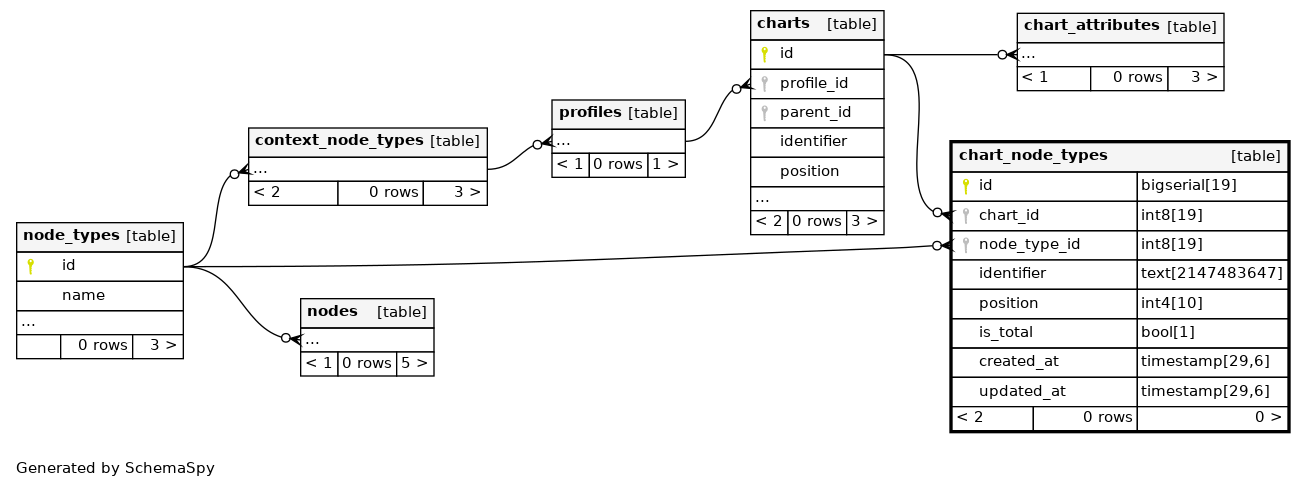 charts [table]
id
profile_id
parent_id
identifier
position
...
< 2 0 rows 3 >
chart_attributes [table]
...
< 1 0 rows 3 >
context_node_types [table]
...
< 2 0 rows 3 >
profiles [table]
...
< 1 0 rows 1 >
chart_node_types [table]
id bigserial[19]
chart_id int8[19]
node_type_id int8[19]
identifier text[2147483647]
position int4[10]
is_total bool[1]
created_at timestamp[29,6]
updated_at timestamp[29,6]
< 2 0 rows 0 >
node_types [table]
id
name
...
0 rows 3 >
nodes [table]
...
< 1 0 rows 5 >
Generated by SchemaSpy